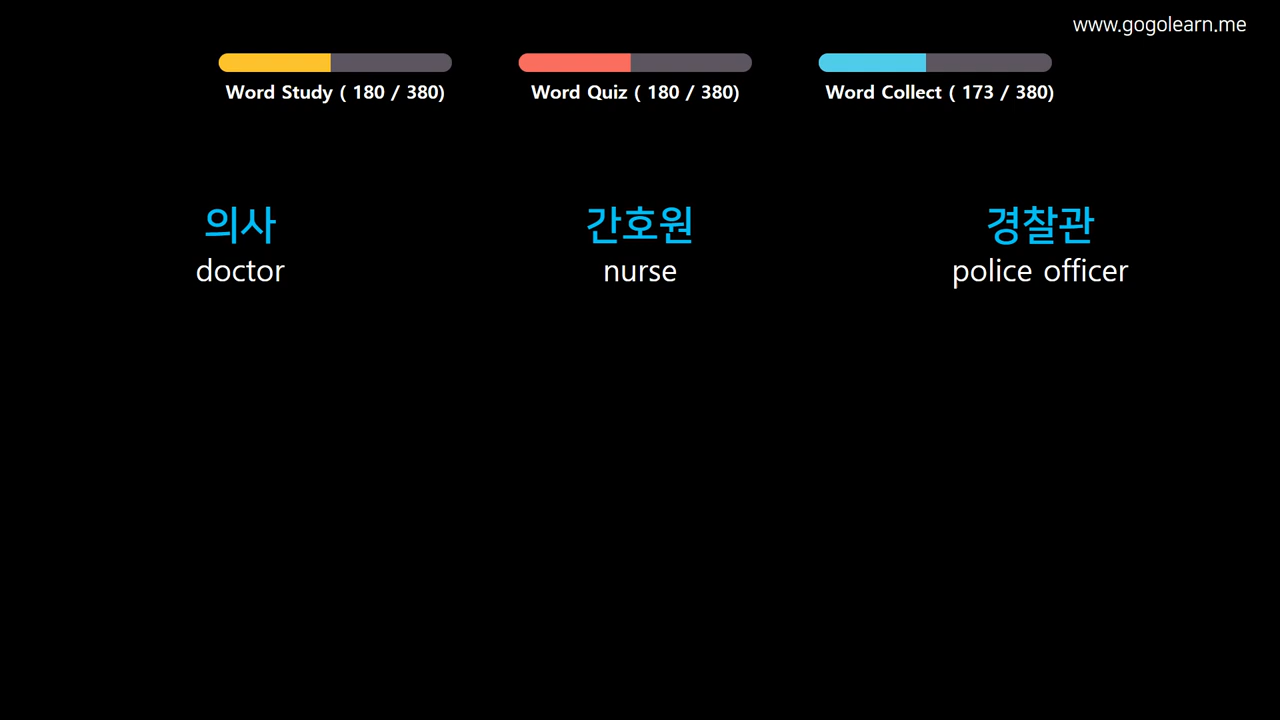 www.gogolearn.me
Word Study ( 180 / 380)
Word Quiz ( 180 / 380)
Word Collect ( 173 / 380)
의사
doctor
간호원
nurse
경찰관
police officer